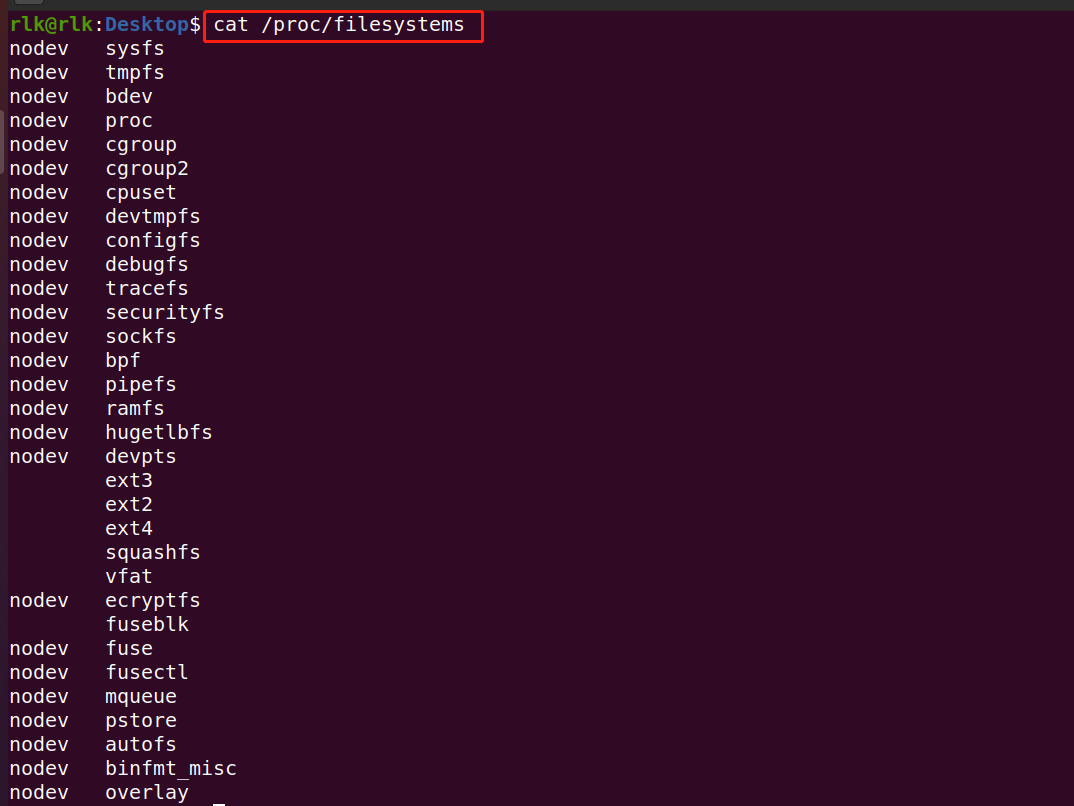 rlk@rlk:Desktop$ cat /proc/filesystems
nodev   sysfs
nodev   tmpfs
nodev   bdev
nodev   proc
nodev   cgroup
nodev   cgroup2
nodev   cpuset
nodev   devtmpfs
nodev   configfs
nodev   debugfs
nodev   tracefs
nodev   securityfs
nodev   sockfs
nodev   bpf
nodev   pipefs
nodev   ramfs
nodev   hugetlbfs
nodev   devpts
        ext3
        ext2
        ext4
        squashfs
        vfat
nodev   ecryptfs
        fuseblk
nodev   fuse
nodev   fusectl
nodev   mqueue
nodev   pstore
nodev   autofs
nodev   binfmt_misc
nodev   overlay